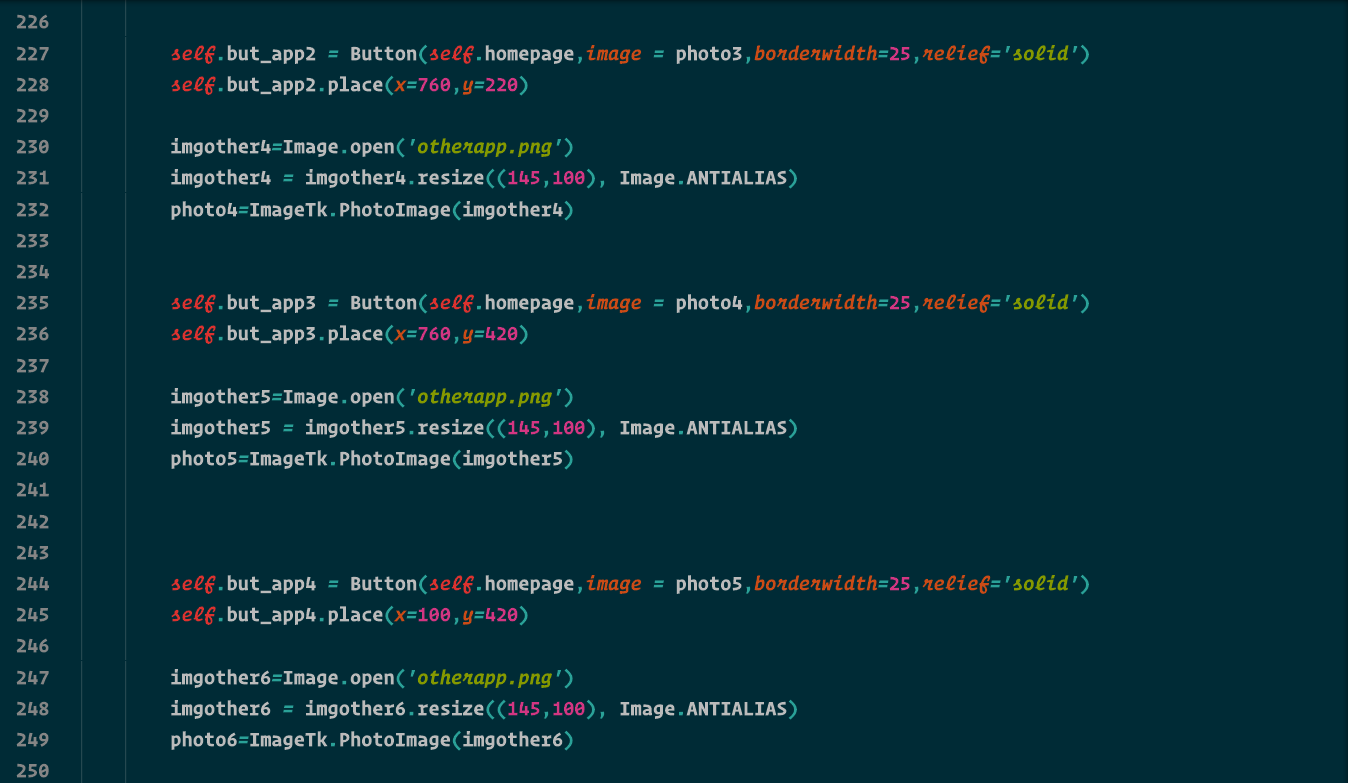 226
227 self.but_app2 = Button(self.homepage,image = photo3,borderwidth=25,relief='solid')
228 self.but_app2.place(x=760,y=220)
229
230 imgother4=Image.open('otherapp.png')
231 imgother4 = imgother4.resize((145,100), Image.ANTIALIAS)
232 photo4=ImageTk.PhotoImage(imgother4)
233
234
235 self.but_app3 = Button(self.homepage,image = photo4,borderwidth=25,relief='solid')
236 self.but_app3.place(x=760,y=420)
237
238 imgother5=Image.open('otherapp.png')
239 imgother5 = imgother5.resize((145,100), Image.ANTIALIAS)
240 photo5=ImageTk.PhotoImage(imgother5)
241
242
243
244 self.but_app4 = Button(self.homepage,image = photo5,borderwidth=25,relief='solid')
245 self.but_app4.place(x=100,y=420)
246
247 imgother6=Image.open('otherapp.png')
248 imgother6 = imgother6.resize((145,100), Image.ANTIALIAS)
249 photo6=ImageTk.PhotoImage(imgother6)
250